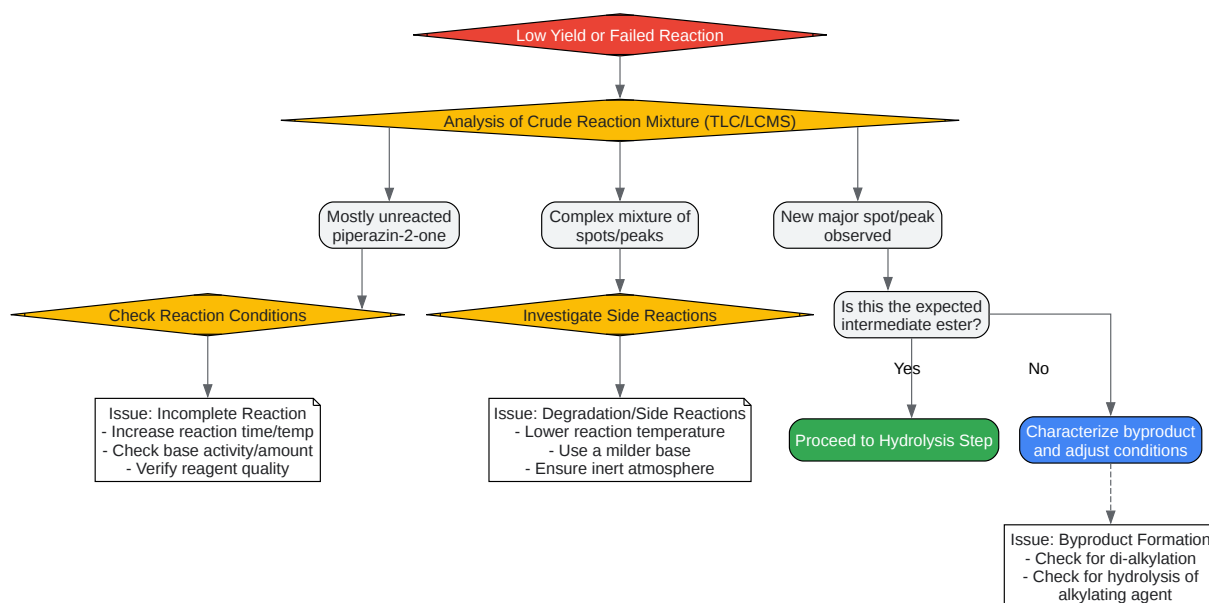 Low Yield or Failed Reaction
Analysis of Crude Reaction Mixture (TLC/LCMS)
Mostly unreacted
piperazin-2-one
Complex mixture of
spots/peaks
New major spot/peak
observed
Check Reaction Conditions
Investigate Side Reactions
Is this the expected
intermediate ester?
Yes
No
Issue: Incomplete Reaction
- Increase reaction time/temp
- Check base activity/amount
- Verify reagent quality
Issue: Degradation/Side Reactions
- Lower reaction temperature
- Use a milder base
- Ensure inert atmosphere
Proceed to Hydrolysis Step
Characterize byproduct
and adjust conditions
Issue: Byproduct Formation
- Check for di-alkylation
- Check for hydrolysis of
alkylating agent